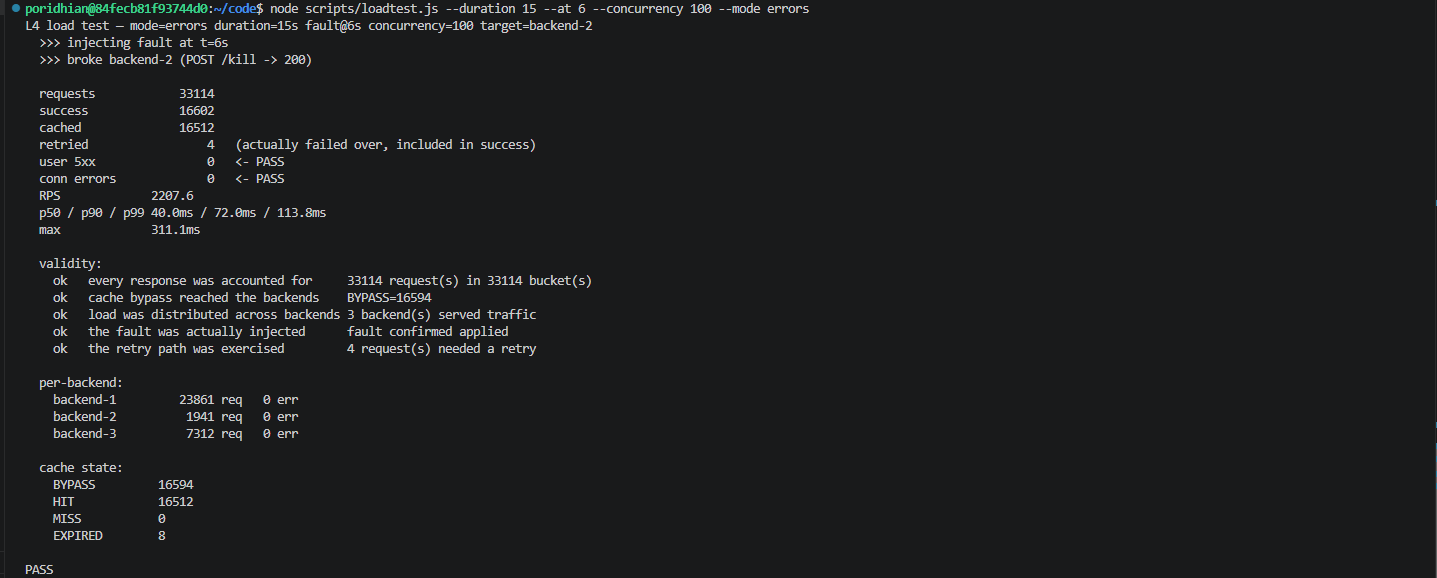 poridhian@84fecb81f93744d0:~/code$ node scripts/loadtest.js --duration 15 --at 6 --concurrency 100 --mode errors
L4 load test — mode=errors duration=15s fault@6s concurrency=100 target=backend-2
>>> injecting fault at t=6s
>>> broke backend-2 (POST /kill -> 200)
requests 33114
success 16602
cached 16512
retried 4 (actually failed over, included in success)
user 5xx 0 <- PASS
conn errors 0 <- PASS
RPS 2207.6
p50 / p90 / p99 40.0ms / 72.0ms / 113.8ms
max 311.1ms
validity:
ok every response was accounted for 33114 request(s) in 33114 bucket(s)
ok cache bypass reached the backends BYPASS=16594
ok load was distributed across backends 3 backend(s) served traffic
ok the fault was actually injected fault confirmed applied
ok the retry path was exercised 4 request(s) needed a retry
per-backend:
backend-1 23861 req 0 err
backend-2 1941 req 0 err
backend-3 7312 req 0 err
cache state:
BYPASS 16594
HIT 16512
MISS 0
EXPIRED 8
PASS